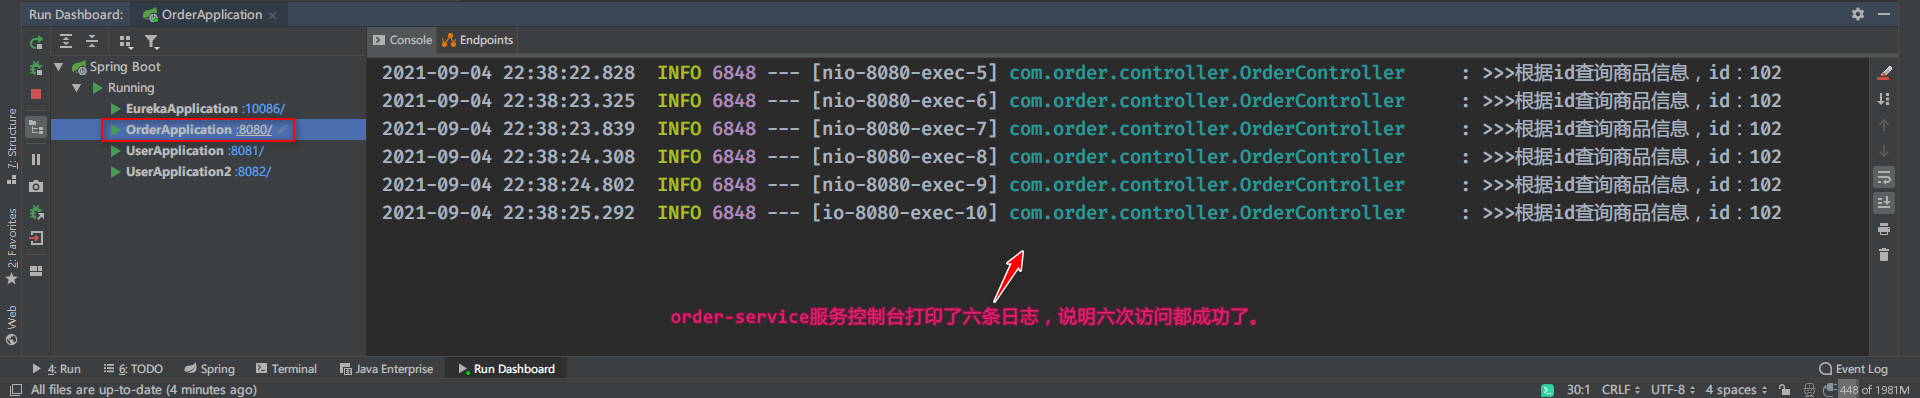 Run Dashboard: OrderApplication ×
Console Endpoints
Spring Boot
Running
EurekaApplication :10086/
OrderApplication :8080/
UserApplication :8081/
UserApplication2 :8082/
2021-09-04 22:38:22.828 INFO 6848 --- [nio-8080-exec-5] com.order.controller.OrderController : >>>根据id查询商品信息，id：102
2021-09-04 22:38:23.325 INFO 6848 --- [nio-8080-exec-6] com.order.controller.OrderController : >>>根据id查询商品信息，id：102
2021-09-04 22:38:23.839 INFO 6848 --- [nio-8080-exec-7] com.order.controller.OrderController : >>>根据id查询商品信息，id：102
2021-09-04 22:38:24.308 INFO 6848 --- [nio-8080-exec-8] com.order.controller.OrderController : >>>根据id查询商品信息，id：102
2021-09-04 22:38:24.802 INFO 6848 --- [nio-8080-exec-9] com.order.controller.OrderController : >>>根据id查询商品信息，id：102
2021-09-04 22:38:25.292 INFO 6848 --- [io-8080-exec-10] com.order.controller.OrderController : >>>根据id查询商品信息，id：102
order-service服务控制台打印了六条日志，说明六次访问都成功了。
Z: Structure
2: Favorites
Web
4: Run 6: TODO Spring Terminal Java Enterprise Run Dashboard Event Log
All files are up-to-date (4 minutes ago) 30:1 CRLF UTF-8 4 spaces 448 of 1981M